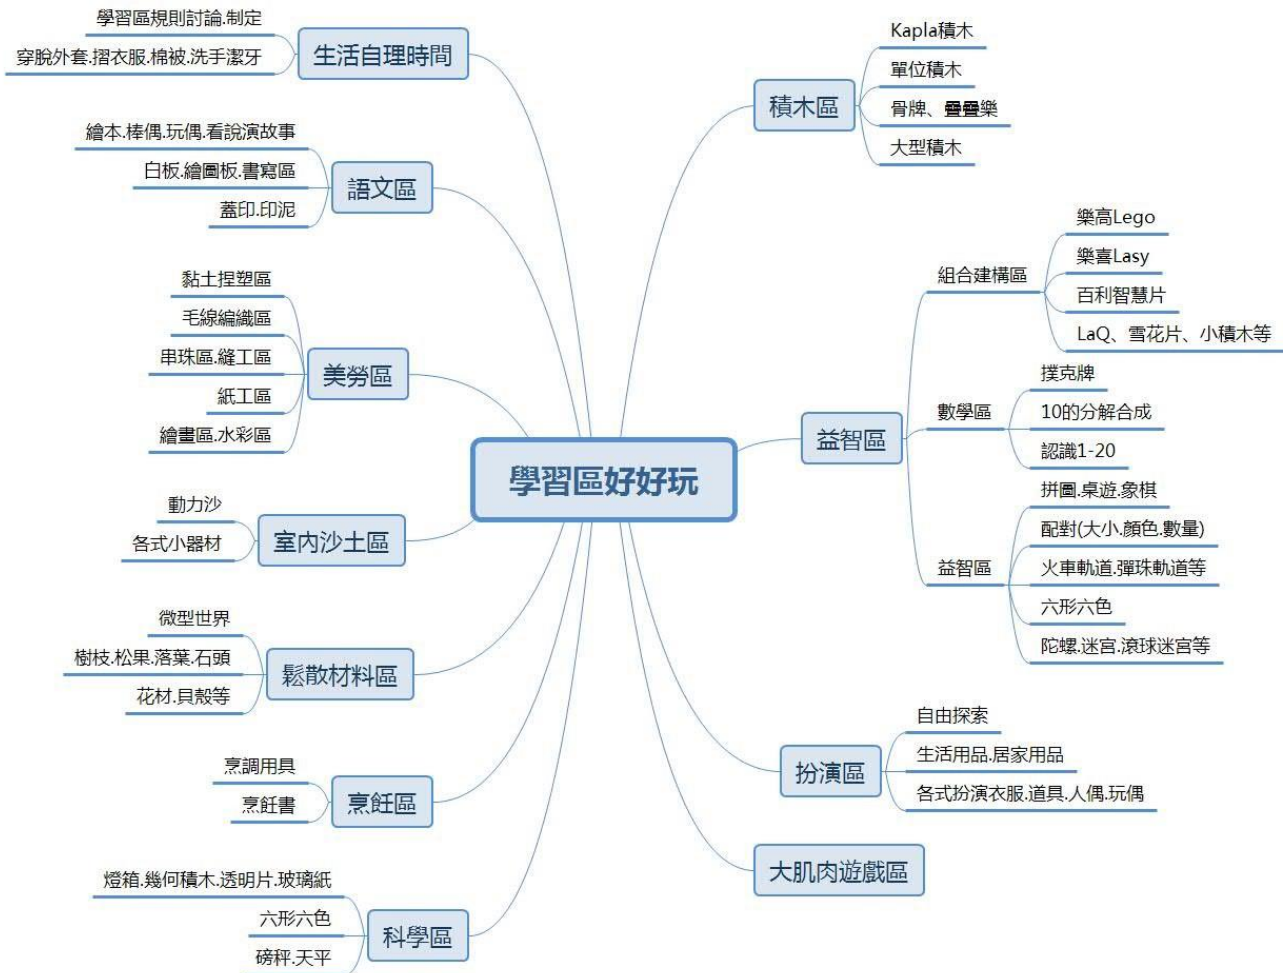 學習區好好玩
生活自理時間
學習區規則討論.制定
穿脫外套.摺衣服.棉被.洗手潔牙
語文區
繪本.棒偶.玩偶.看說演故事
白板.繪圖板.書寫區
蓋印.印泥
美勞區
黏土捏塑區
毛線編織區
串珠區.縫工區
紙工區
繪畫區.水彩區
室內沙土區
動力沙
各式小器材
鬆散材料區
微型世界
樹枝.松果.落葉.石頭
花材.貝殼等
烹飪區
烹調用具
烹飪書
科學區
燈箱.幾何積木.透明片.玻璃紙
六形六色
磅秤.天平
積木區
Kapla積木
單位積木
骨牌、疊疊樂
大型積木
益智區
組合建構區
樂高Lego
樂喜Lasy
百利智慧片
LaQ、雪花片、小積木等
數學區
撲克牌
10的分解合成
認識1-20
益智區
拼圖.桌遊.象棋
配對(大小.顏色.數量)
火車軌道.彈珠軌道等
六形六色
陀螺.迷宮.滾球迷宮等
扮演區
自由探索
生活用品.居家用品
各式扮演衣服.道具.人偶.玩偶
大肌肉遊戲區